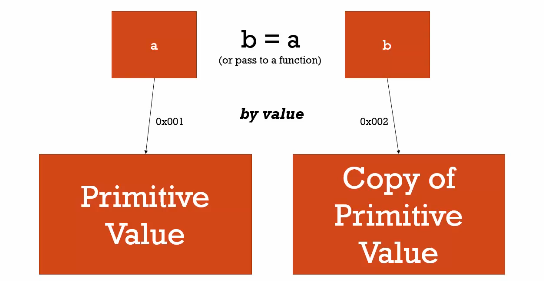 a
b = a
(or pass to a function)
b
0x001
by value
0x002
Primitive
Value
Copy of
Primitive
Value